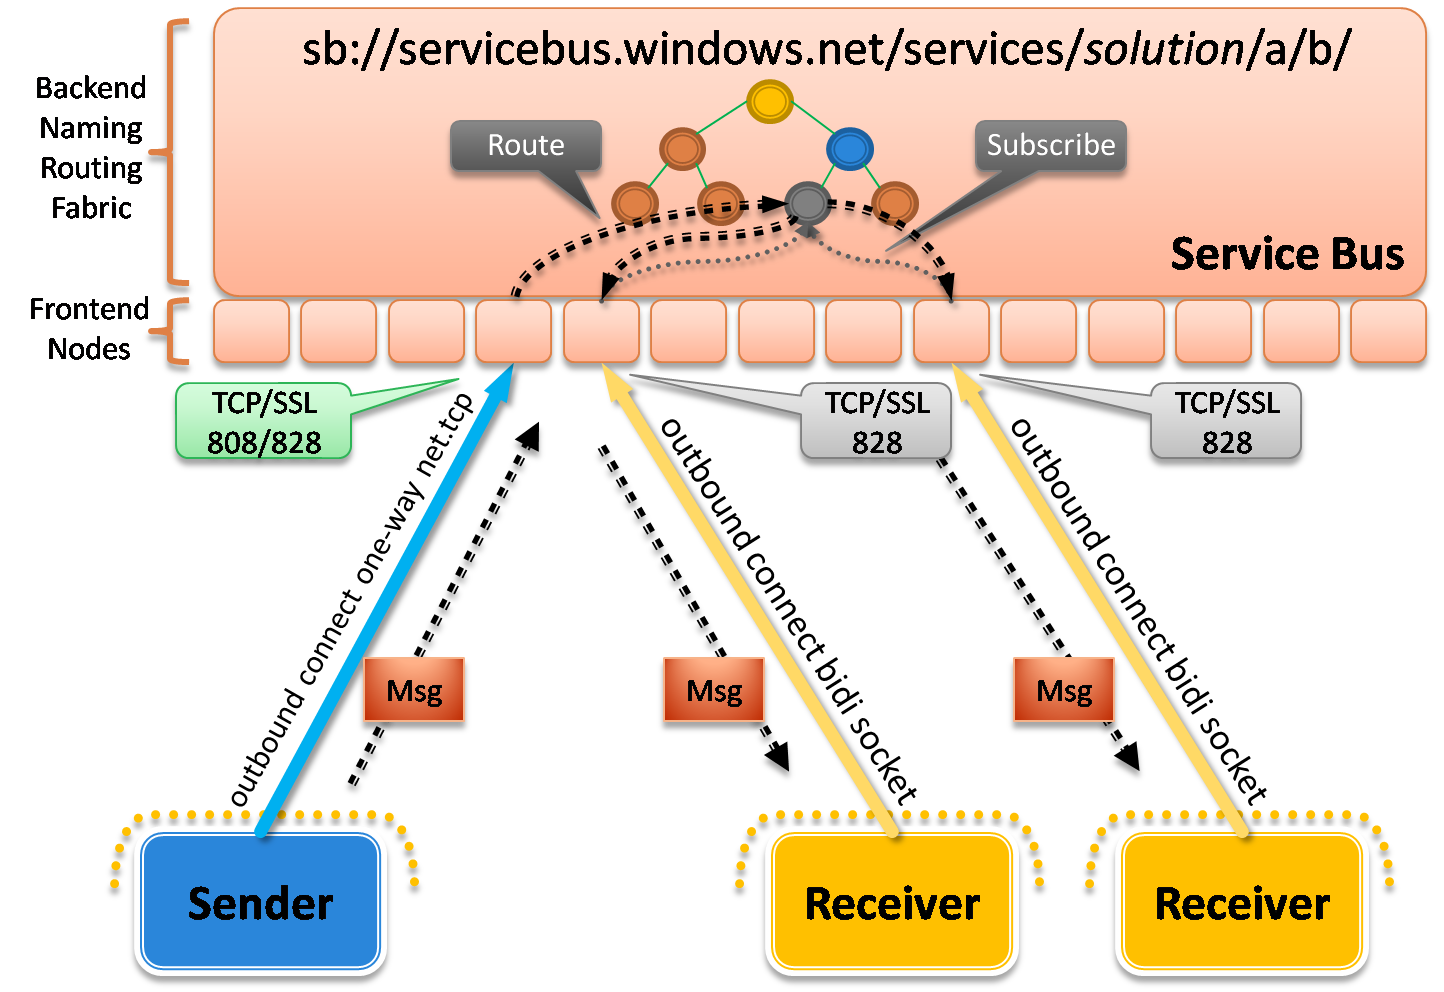 sb://servicebus.windows.net/services/solution/a/b/
Backend
Naming
Routing
Fabric
Route
Subscribe
Service Bus
Frontend
Nodes
TCP/SSL
808/828
TCP/SSL
828
TCP/SSL
828
outbound connect one-way net.tcp
outbound connect bidi socket
outbound connect bidi socket
Msg
Msg
Msg
Sender
Receiver
Receiver